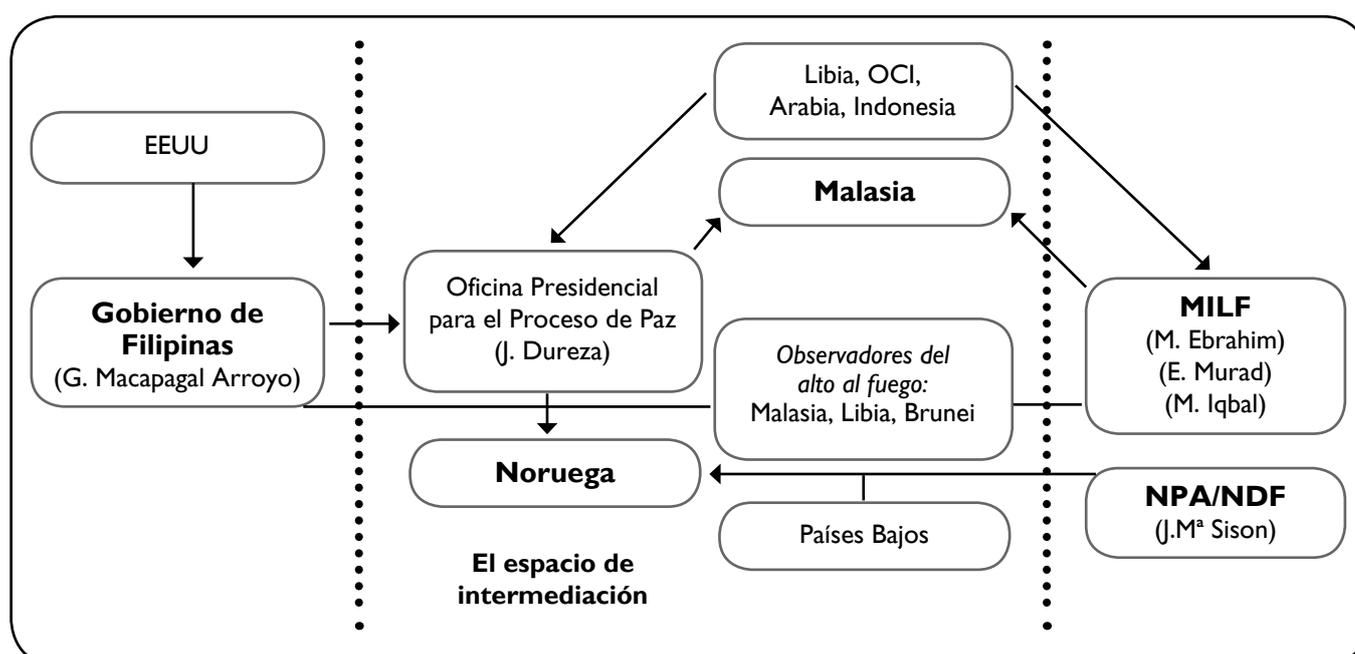 EEUU
Gobierno de
Filipinas
(G. Macapagal Arroyo)
Libia, OCI,
Arabia, Indonesia
Malasia
Oficina Presidencial
para el Proceso de Paz
(J. Dureza)
Observadores del
alto al fuego:
Malasia, Libia, Brunei
Noruega
Países Bajos
El espacio de
intermediación
MILF
(M. Ebrahim)
(E. Murad)
(M. Iqbal)
NPA/NDF
(J.Mª Sison)